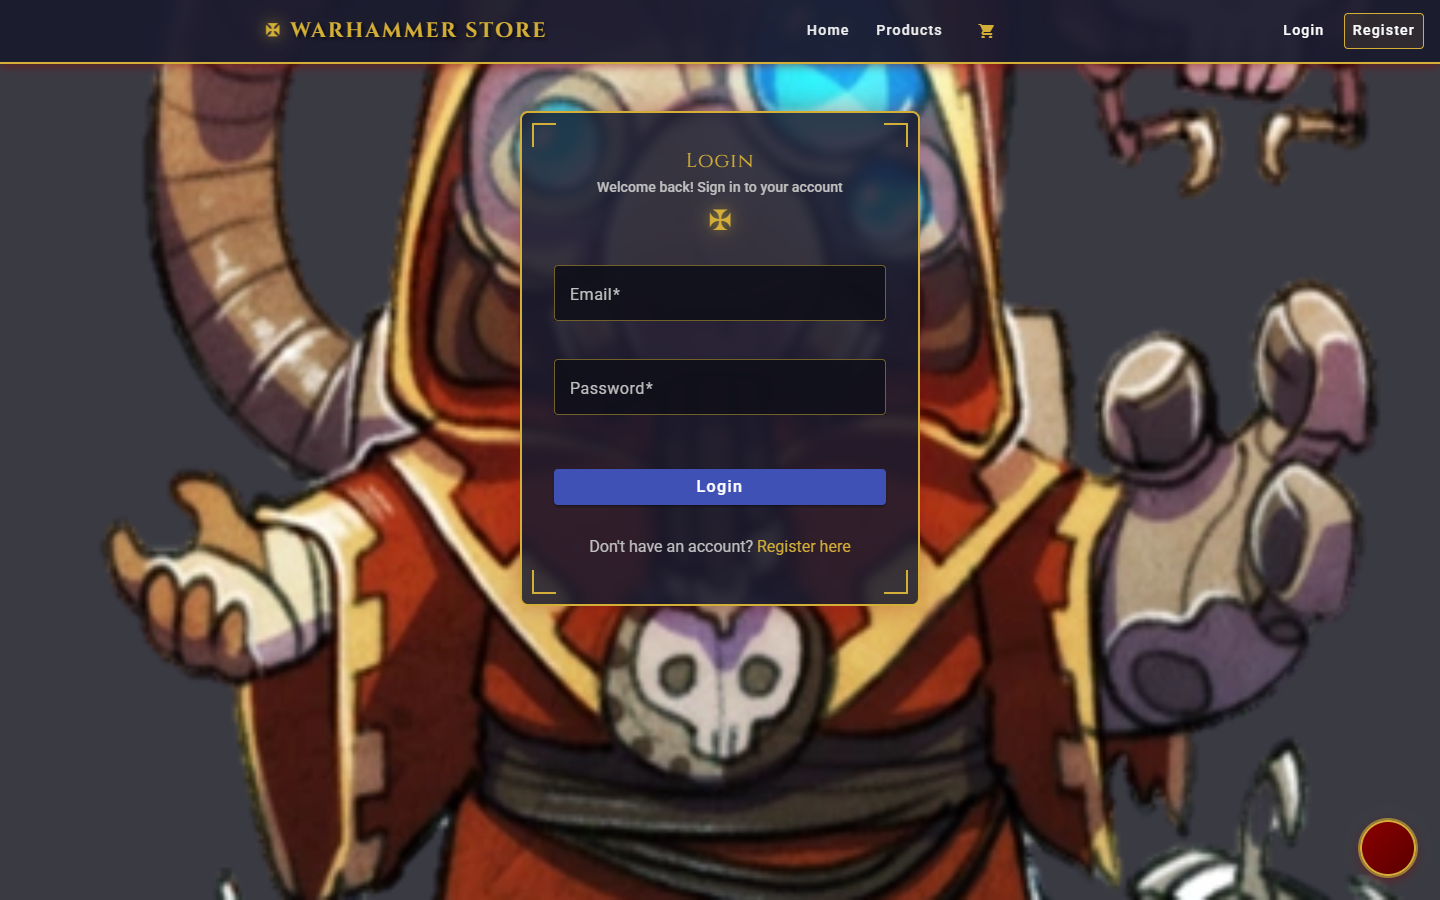 ✠ WARHAMMER STORE
Home Products
Login Register
Login
Welcome back! Sign in to your account
✠
Email*
Password*
Login
Don't have an account? Register here